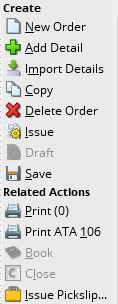 Create
New Order
Add Detail
Import Details
Copy
Delete Order
Issue
Draft
Save
Related Actions
Print (0)
Print ATA 106
Book
Close
Issue Pickslip...